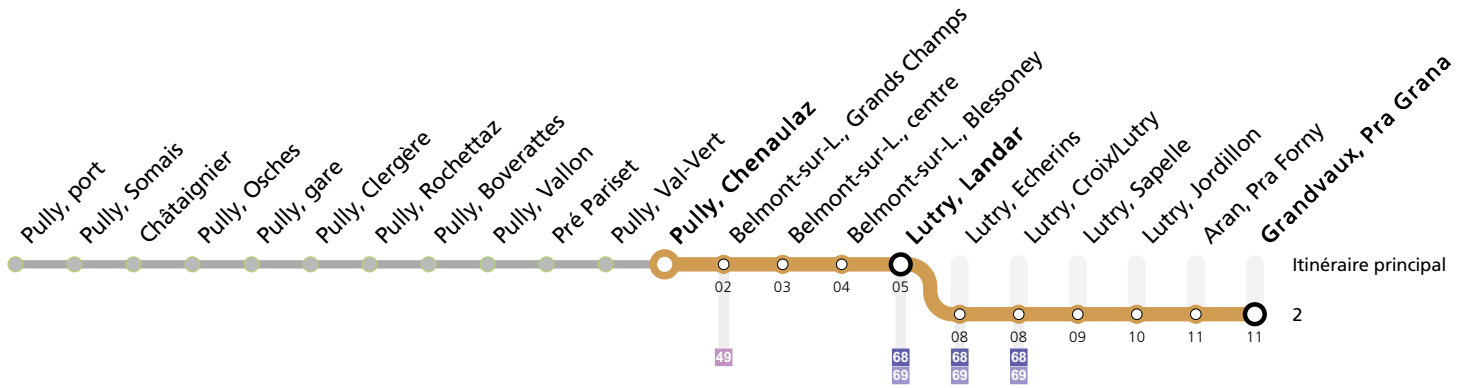 Pully, port
Pully, Somais
Châtaignier
Pully, Osches
Pully, gare
Pully, Clergère
Pully, Rochettaz
Pully, Boverattes
Pully, Vallon
Pré Pariset
Pully, Val-Vert
Pully, Chenaulaz
Belmont-sur-L., Grands Champs
Belmont-sur-L., centre
Belmont-sur-L., Blessoney
Lutry, Landar
Lutry, Echerins
Lutry, Croix/Lutry
Lutry, Sapelle
Lutry, Jordillon
Aran, Pra Forny
Grandvaux, Pra Grana
Itinéraire principal
02 03 04 05
2
08 08 09 10 11 11
49 68 68 68
69 69 69